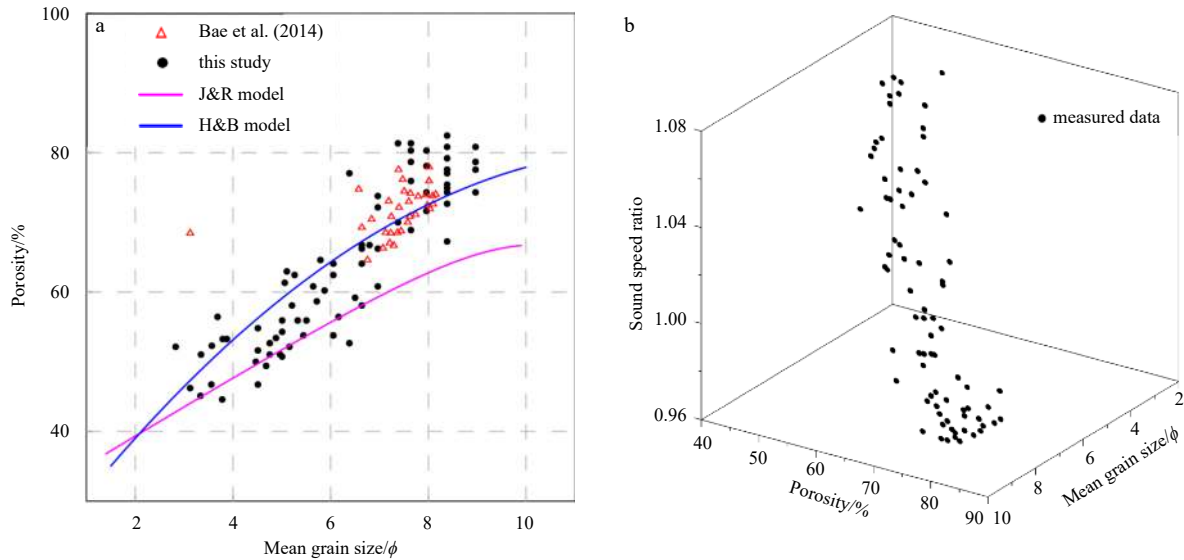 a
Bae et al. (2014)
this study
J&R model
H&B model
100
80
60
40
Porosity/%
2
4
6
8
10
Mean grain size/ϕ
b
measured data
1.08
1.04
1.00
0.96
Sound speed ratio
40
50
60
70
80
90
Porosity/%
10
8
6
4
2
Mean grain size/ϕ